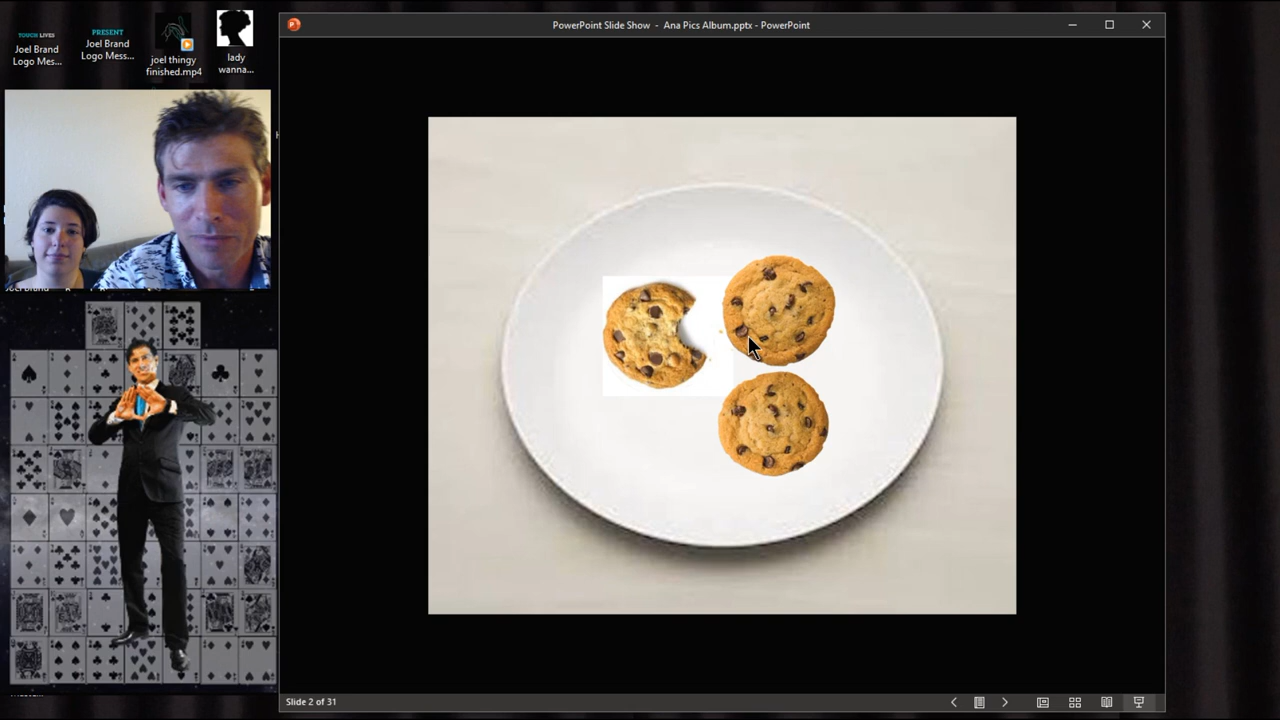 PowerPoint Slide Show - Ana Pics Album.pptx - PowerPoint
TOUCH LIVES
Joel Brand
Logo Mes...
PRESENT
Joel Brand
Logo Mess...
joel thingy
finished.mp4
lady
wanna...
Slide 2 of 31